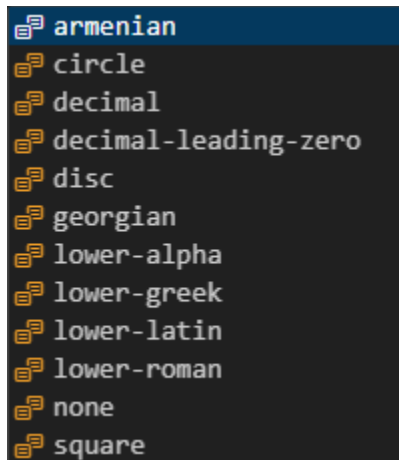 armenian
circle
decimal
decimal-leading-zero
disc
georgian
lower-alpha
lower-greek
lower-latin
lower-roman
none
square